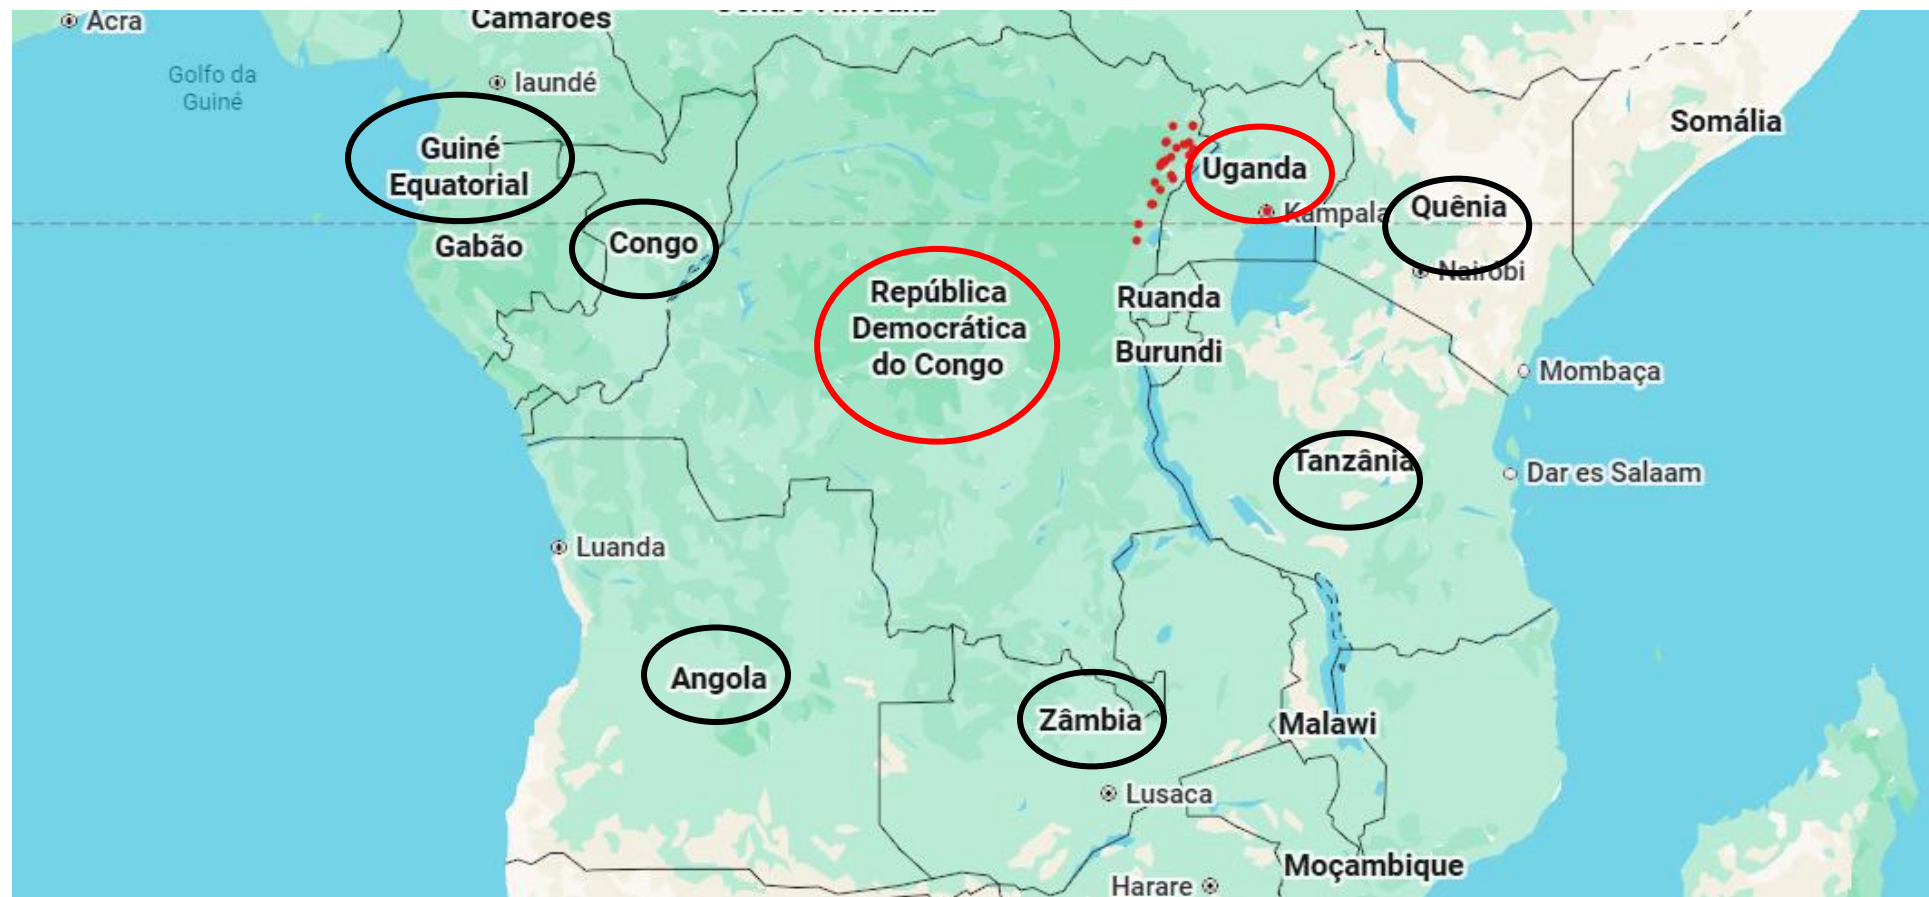 Acra
Camarões
Golfo da
Guiné
Iaundé
Guiné
Equatorial
Gabão
Congo
República
Democrática
do Congo
Uganda
Kampala
Quênia
Nairóbi
Somália
Ruanda
Burundi
Mombaça
Tanzânia
Dar es Salaam
Luanda
Angola
Zâmbia
Malawi
Lusaca
Moçambique
Harare